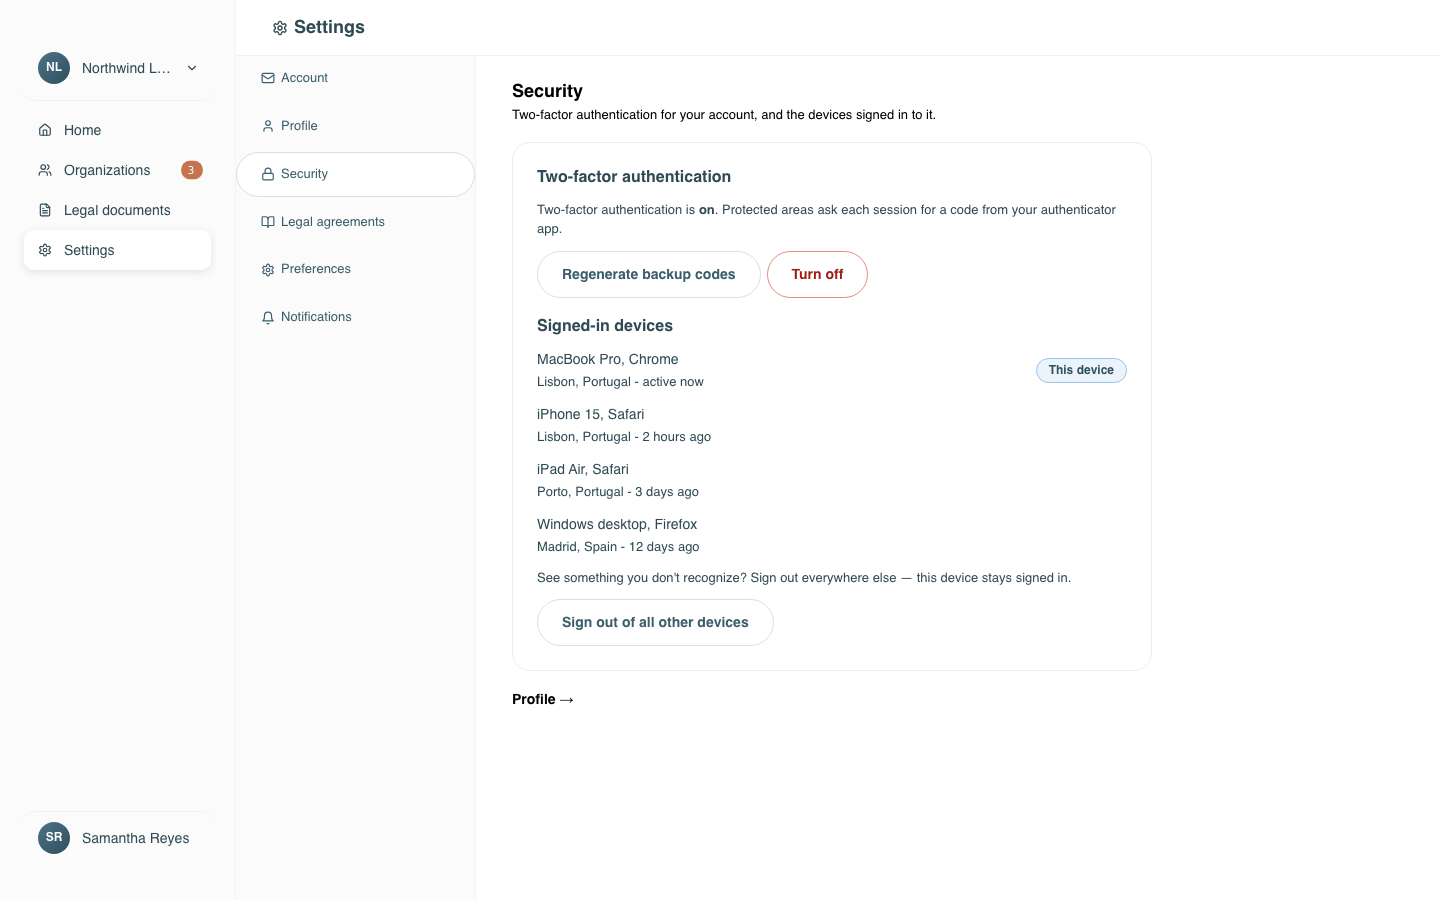 NL
Northwind L...
Home
Organizations 3
Legal documents
Settings
SR
Samantha Reyes
Settings
Account
Profile
Security
Legal agreements
Preferences
Notifications
Security
Two-factor authentication for your account, and the devices signed in to it.
Two-factor authentication
Two-factor authentication is on. Protected areas ask each session for a code from your authenticator
app.
Regenerate backup codes Turn off
Signed-in devices
MacBook Pro, Chrome
Lisbon, Portugal - active now
This device
iPhone 15, Safari
Lisbon, Portugal - 2 hours ago
iPad Air, Safari
Porto, Portugal - 3 days ago
Windows desktop, Firefox
Madrid, Spain - 12 days ago
See something you don't recognize? Sign out everywhere else — this device stays signed in.
Sign out of all other devices
Profile →